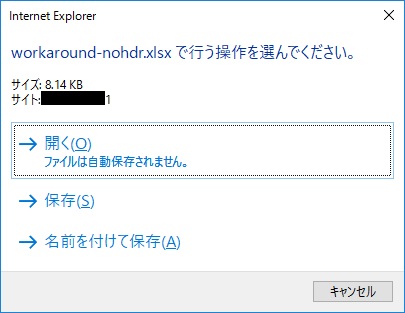 Internet Explorer
workaround-nohdr.xlsx で行う操作を選んでください。
サイズ: 8.14 KB
サイト: 1
開く(O)
ファイルは自動保存されません。
保存(S)
名前を付けて保存(A)
キャンセル